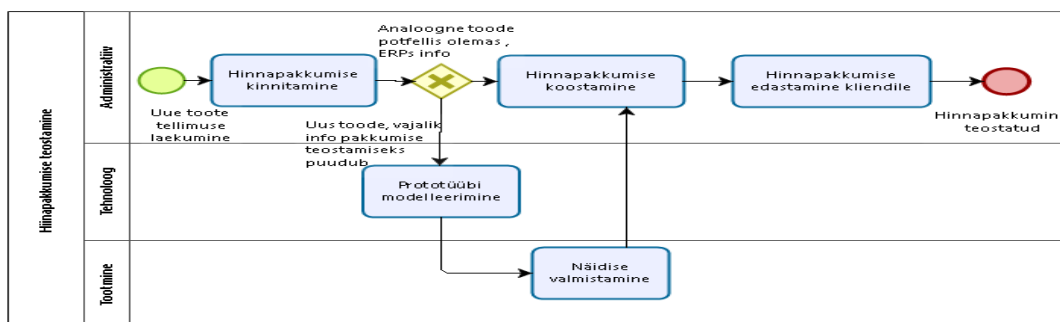 Hiinapakkumise teostamine
Administratiiv
Tehnoloog
Tootmine
Uue toote
tellimuse
laekumine
Hinnapakkumise
kinnitamine
Analoogne toode
potfellis olemas ,
ERPs info
Uus toode, vajalik
info pakkumise
teostamiseks
puudub
Hinnapakkumise
koostamine
Hinnapakkumise
edastamine kliendile
Hinnapakkumin
teostatud
Prototüübi
modelleerimine
Näidise
valmistamine